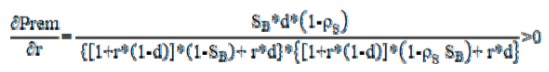 ∂Prem/∂r = S_B*d*(1-ρ_S) / {[1+r*(1-d)]*(1-S_B)+r*d}*{[1+r*(1-d)]*(1-ρ_S S_B)+r*d} >0